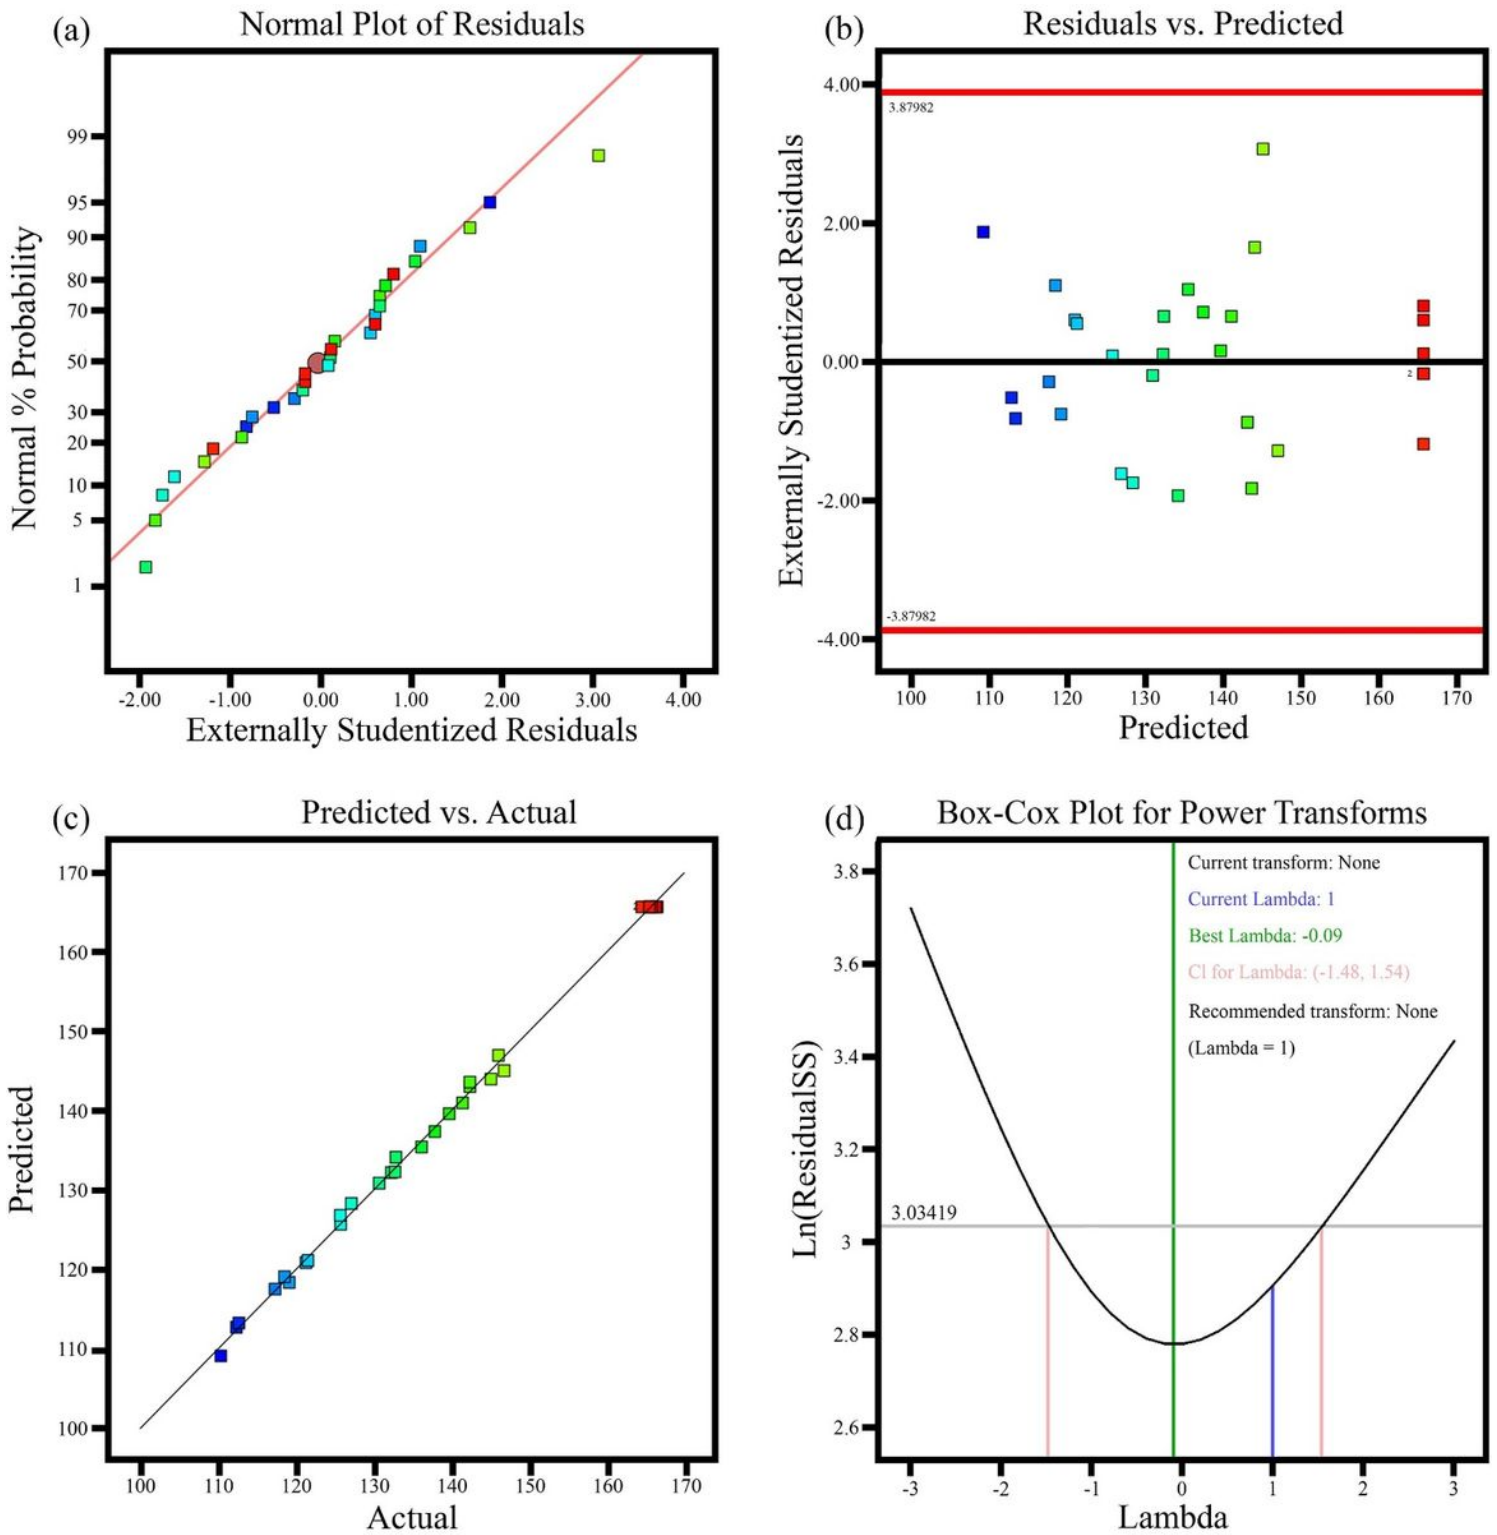 (a)
Normal Plot of Residuals
Normal % Probability
99
95
90
80
70
50
30
20
10
5
1
-2.00
-1.00
0.00
1.00
2.00
3.00
4.00
Externally Studentized Residuals
(b)
Residuals vs. Predicted
Externally Studentized Residuals
4.00
3.87982
2.00
0.00
2
-2.00
-3.87982
-4.00
100
110
120
130
140
150
160
170
Predicted
(c)
Predicted vs. Actual
Predicted
170
160
150
140
130
120
110
100
100
110
120
130
140
150
160
170
Actual
(d)
Box-Cox Plot for Power Transforms
Ln(ResidualSS)
3.8
3.6
3.4
3.2
3
2.8
2.6
Current transform: None
Current Lambda: 1
Best Lambda: -0.09
Cl for Lambda: (-1.48, 1.54)
Recommended transform: None
(Lambda = 1)
3.03419
-3
-2
-1
0
1
2
3
Lambda